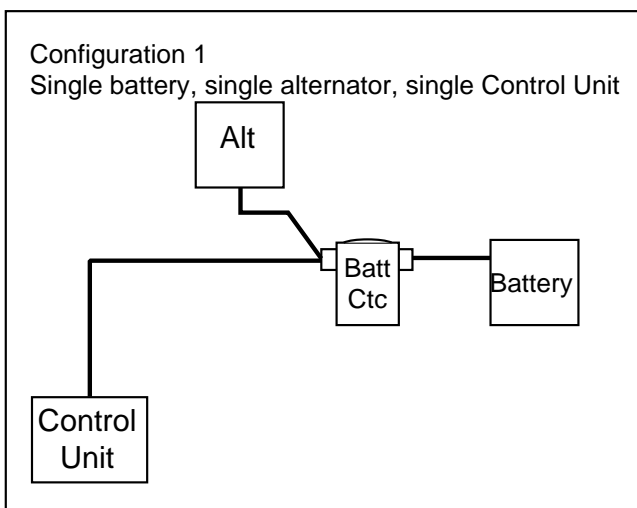 Configuration 1
Single battery, single alternator, single Control Unit
Alt
Batt
Ctc
Battery
Control
Unit